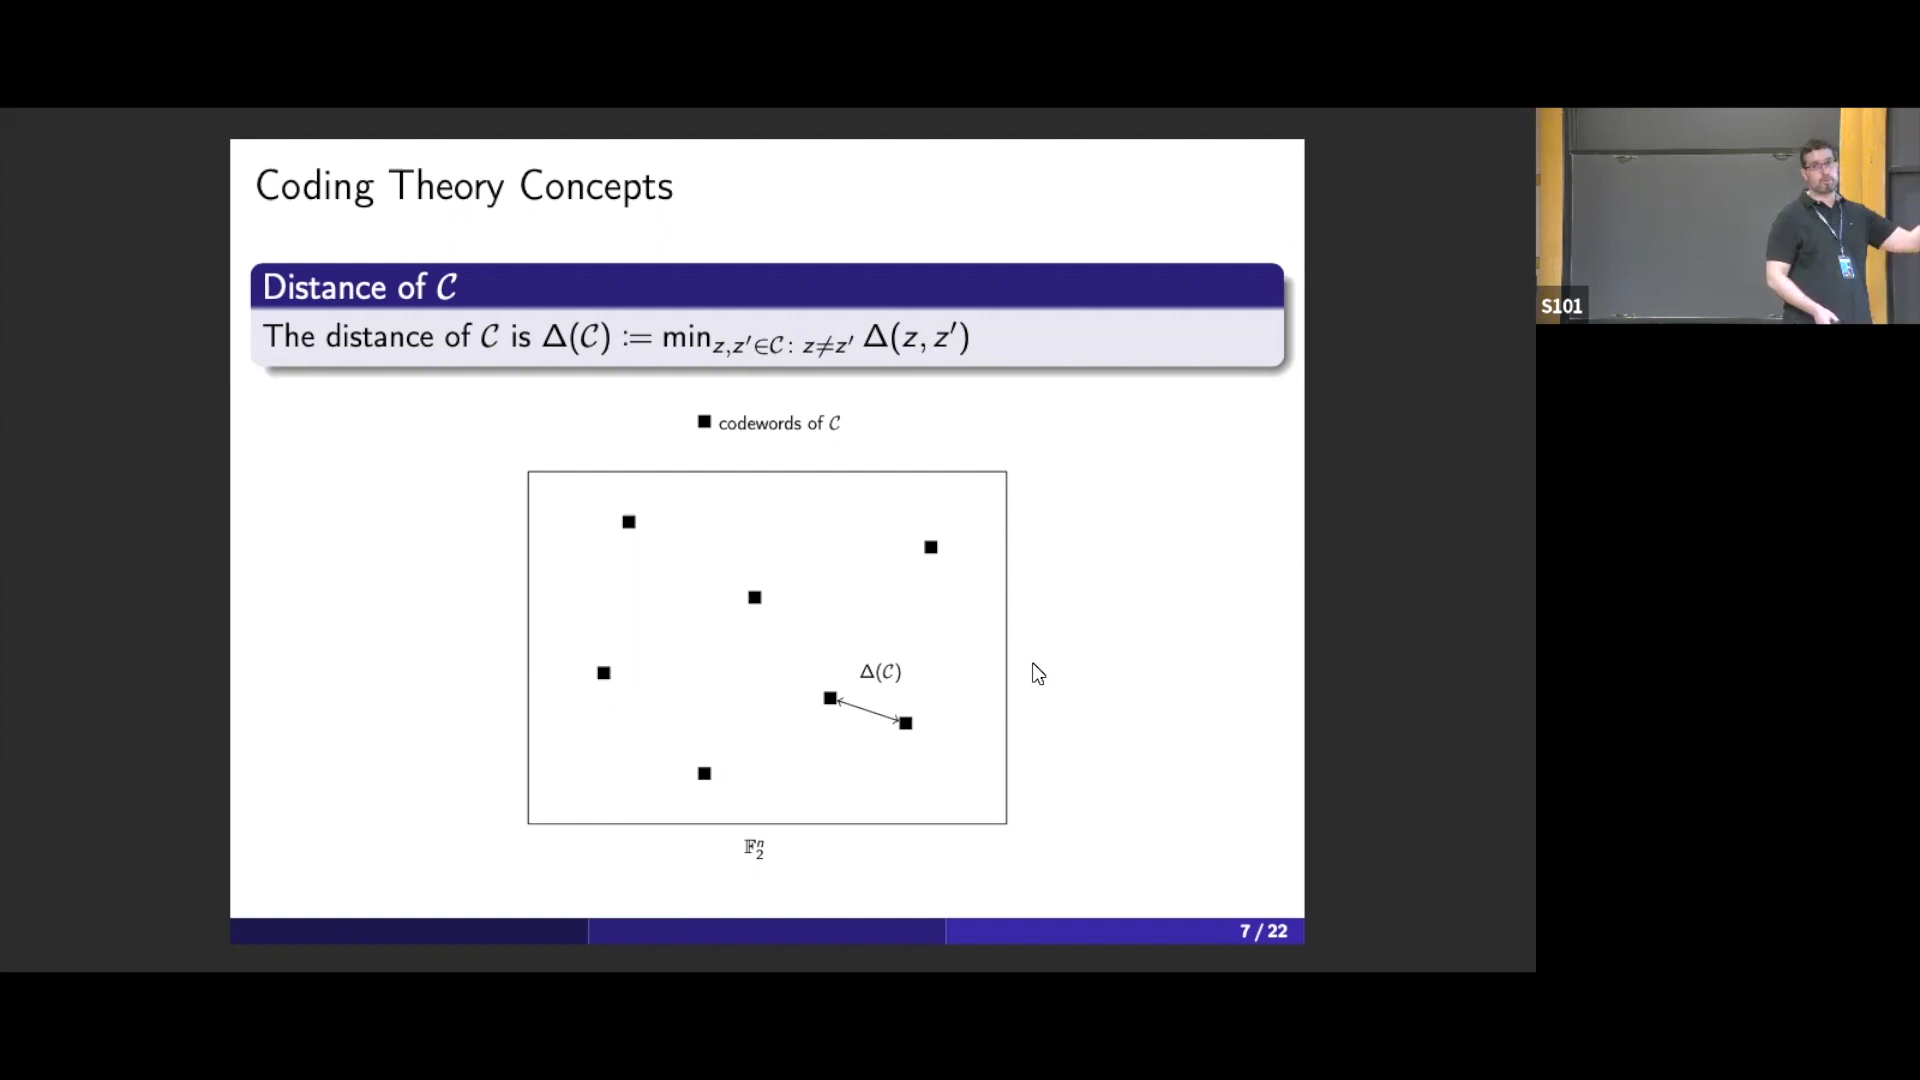 Coding Theory Concepts
Distance of 𝒞
The distance of 𝒞 is Δ(𝒞) := min_{z,z′∈𝒞: z≠z′} Δ(z, z′)
■ codewords of 𝒞
Δ(𝒞)
𝔽₂ⁿ
7 / 22
S101